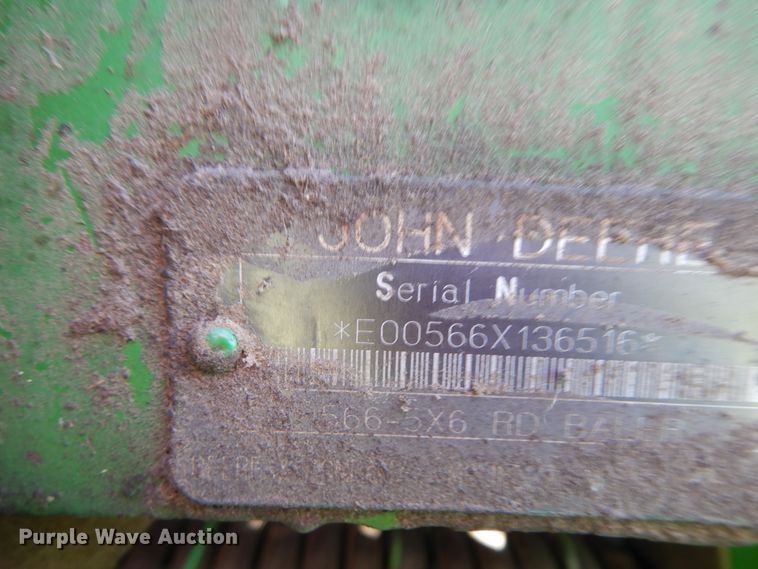 JOHN DEERE
Serial Number
*E00566X136516*
566-5X6 RD BALER
Purple Wave Auction